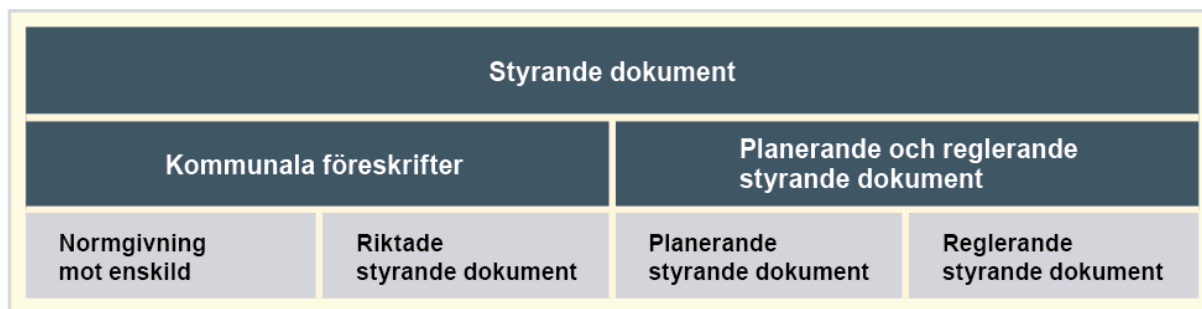 Styrande dokument
Kommunala föreskrifter
Planerande och reglerande
styrande dokument
Normgivning
mot enskild
Riktade
styrande dokument
Planerande
styrande dokument
Reglerande
styrande dokument